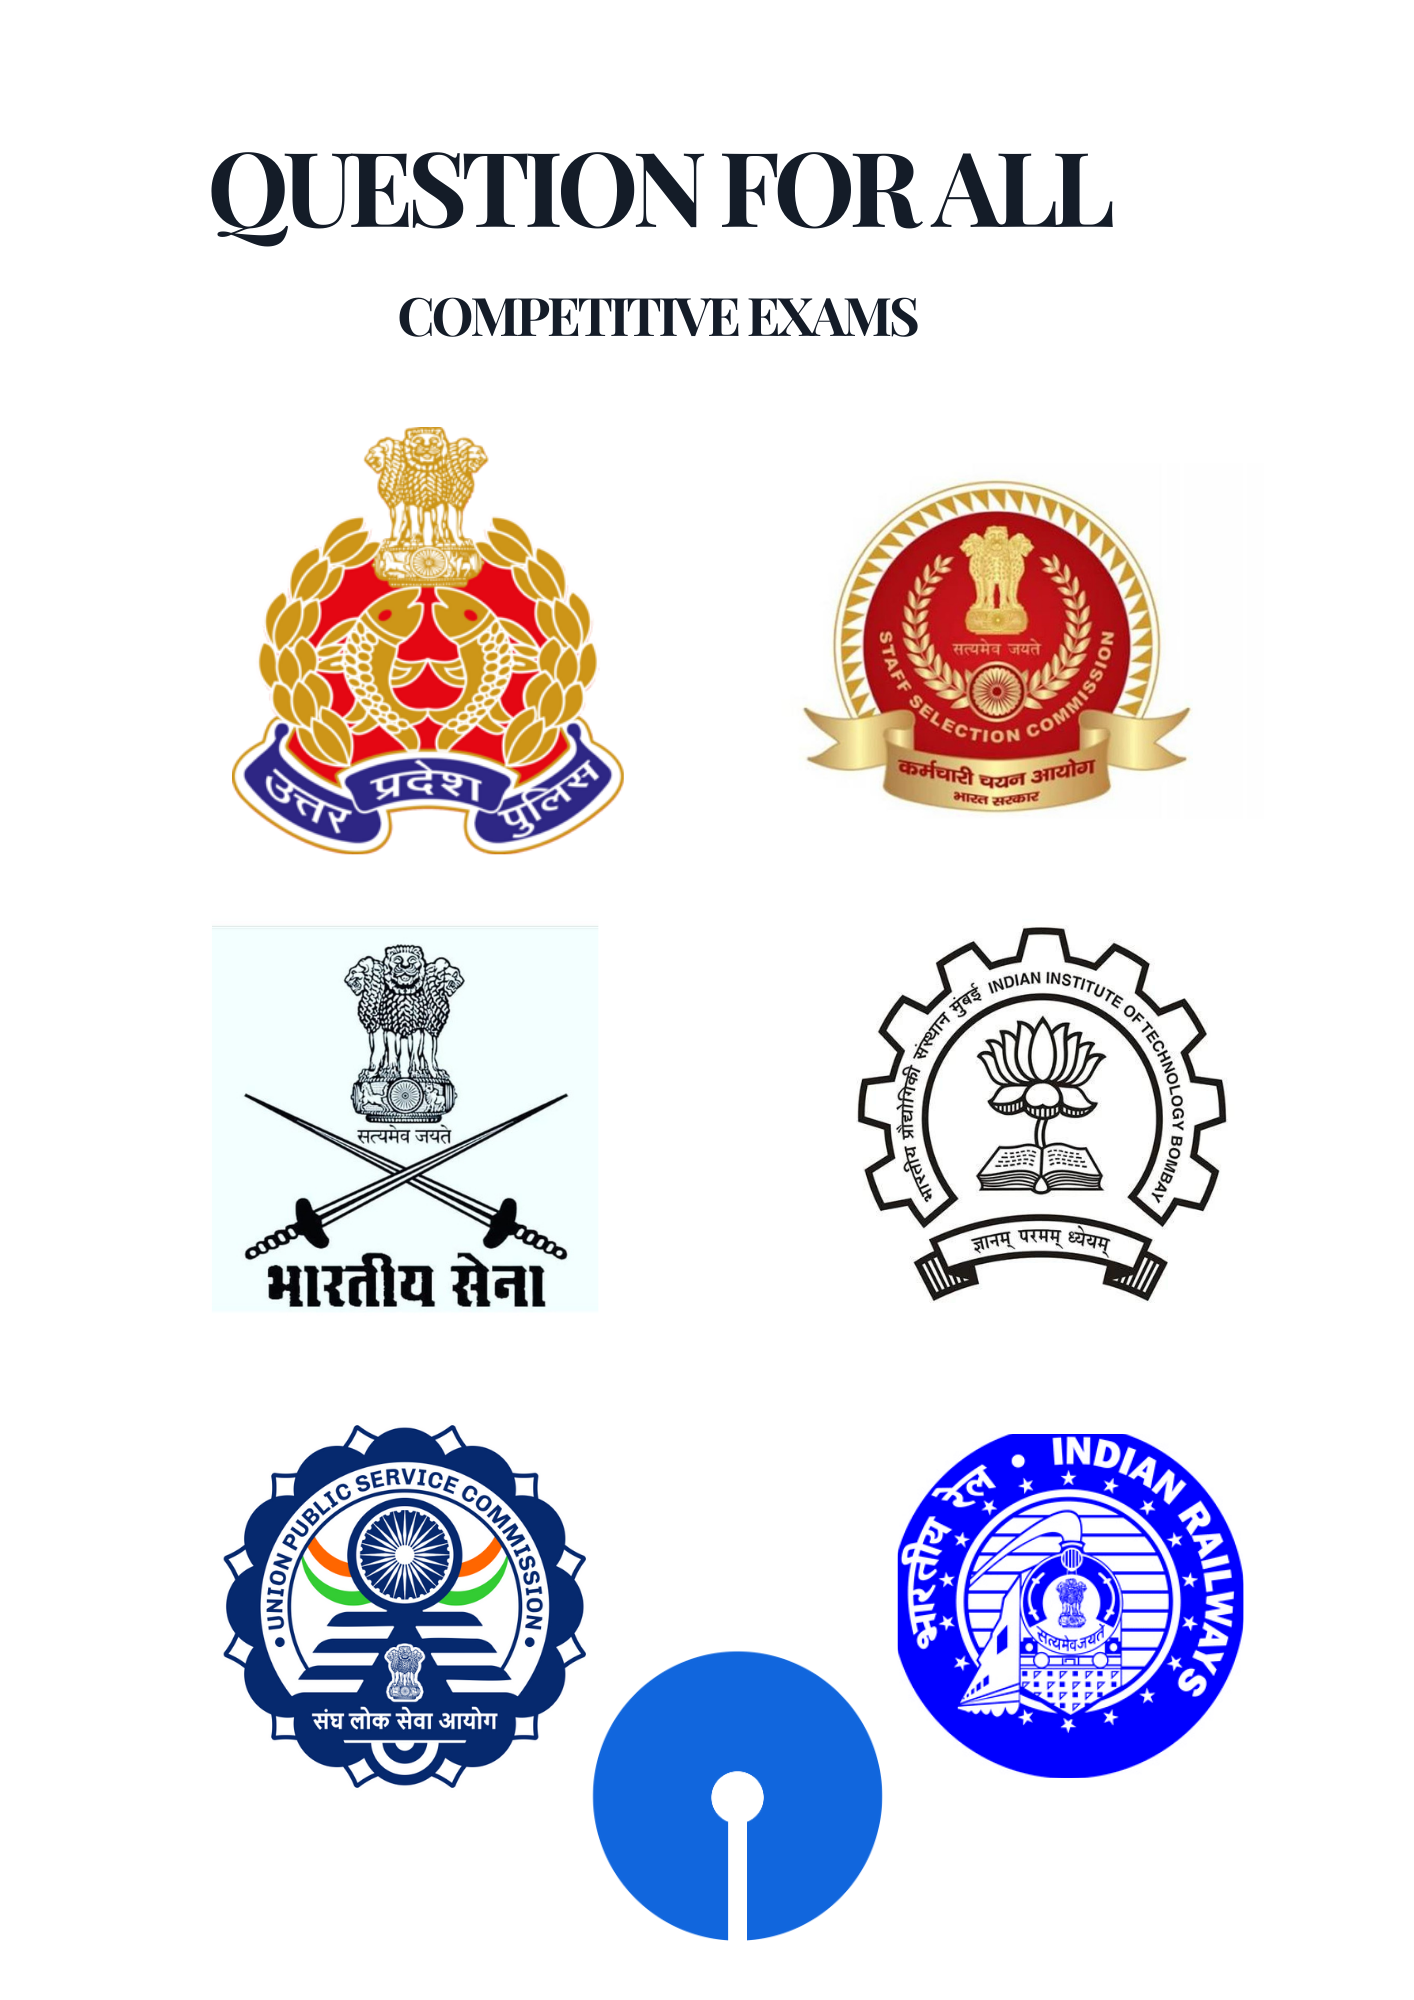 QUESTION FOR ALL
COMPETITIVE EXAMS
उत्तर प्रदेश पुलिस
सत्यमेव जयते
STAFF SELECTION COMMISSION
कर्मचारी चयन आयोग
भारत सरकार
सत्यमेव जयते
भारतीय सेना
भारतीय प्रौद्योगिकी संस्थान मुंबई INDIAN INSTITUTE OF TECHNOLOGY BOMBAY
ज्ञानम् परमम् ध्येयम्
• UNION PUBLIC SERVICE COMMISSION •
संघ लोक सेवा आयोग
भारतीय रेल • INDIAN RAILWAYS
सत्यमेव जयते